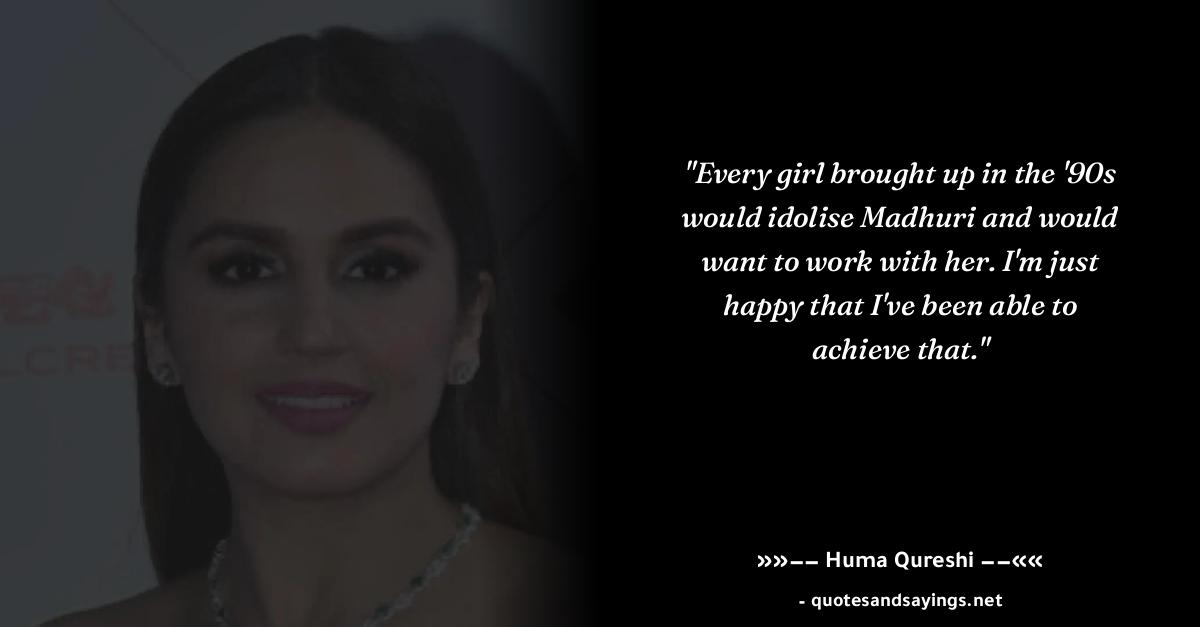 "Every girl brought up in the '90s
would idolise Madhuri and would
want to work with her. I'm just
happy that I've been able to
achieve that."
»»−− Huma Qureshi −−««
- quotesandsayings.net